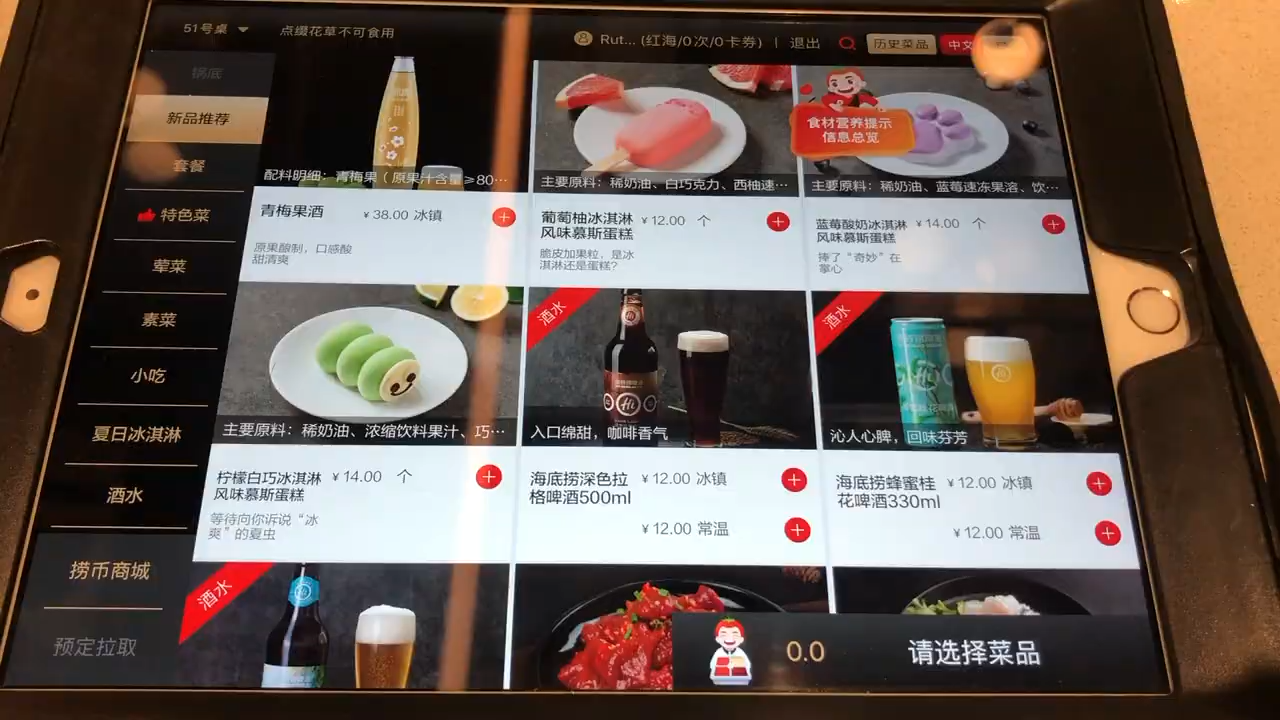 51号桌
点缀花草不可食用
Rut... (红海/0次/0卡券) | 退出
历史菜品
中文
锅底
新品推荐
套餐
特色菜
荤菜
素菜
小吃
夏日冰淇淋
酒水
捞币商城
预定拉取
配料明细：青梅果（原果汁含量≥80…
青梅果酒 ¥38.00 冰镇
原果酿制，口感酸
甜清爽
主要原料：稀奶油、白巧克力、西柚速…
葡萄柚冰淇淋 ¥12.00 个
风味慕斯蛋糕
脆皮加果粒，是冰
淇淋还是蛋糕?
食材营养提示
信息总览
主要原料：稀奶油、蓝莓速冻果溶、饮…
蓝莓酸奶冰淇淋 ¥14.00 个
风味慕斯蛋糕
捧了“奇妙”在
掌心
主要原料：稀奶油、浓缩饮料果汁、巧…
柠檬白巧冰淇淋 ¥14.00 个
风味慕斯蛋糕
等待向你诉说“冰
爽”的夏虫
酒水
Hi
入口绵甜，咖啡香气
海底捞深色拉 ¥12.00 冰镇
格啤酒500ml
¥12.00 常温
酒水
沁人心脾，回味芬芳
海底捞蜂蜜桂 ¥12.00 冰镇
花啤酒330ml
¥12.00 常温
酒水
0.0
请选择菜品